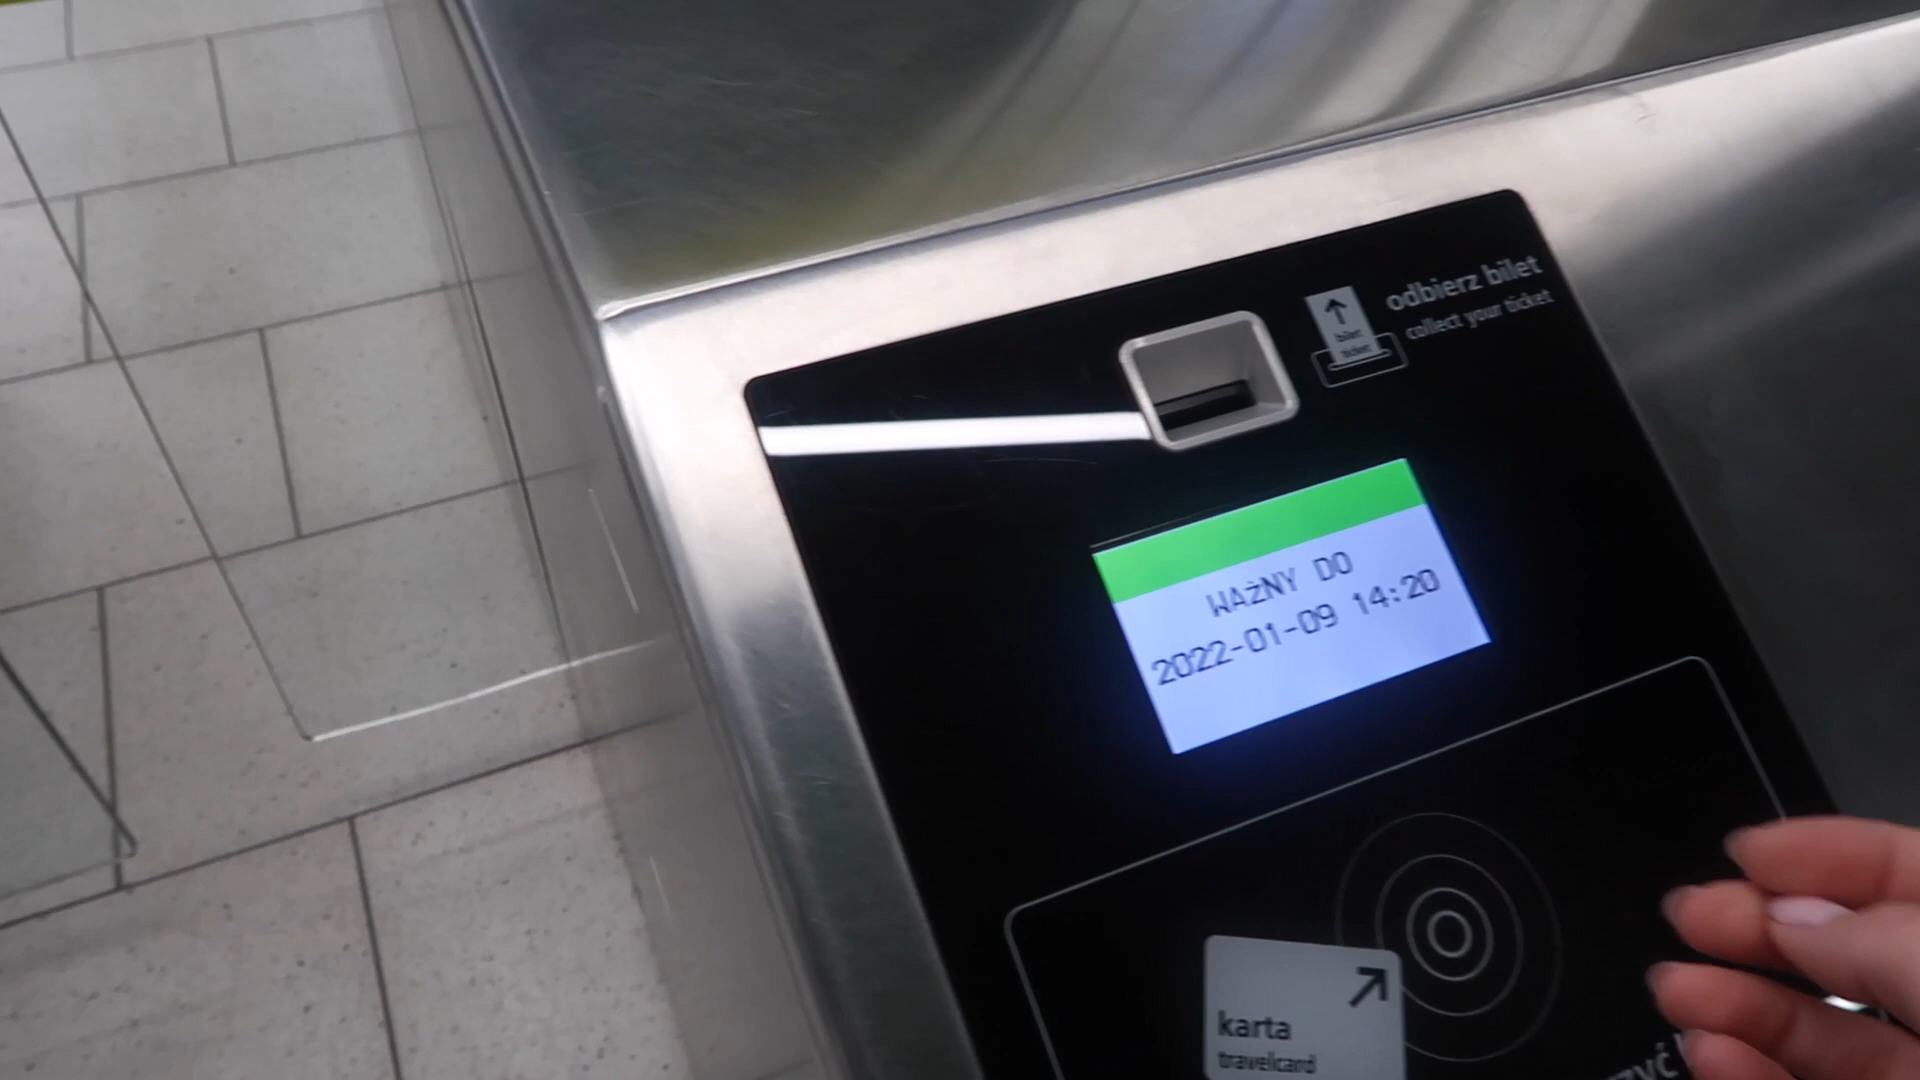 odbierz bilet
collect your ticket
bilet
ticket
WAżNY DO
2022-01-09 14:20
karta
travelcard